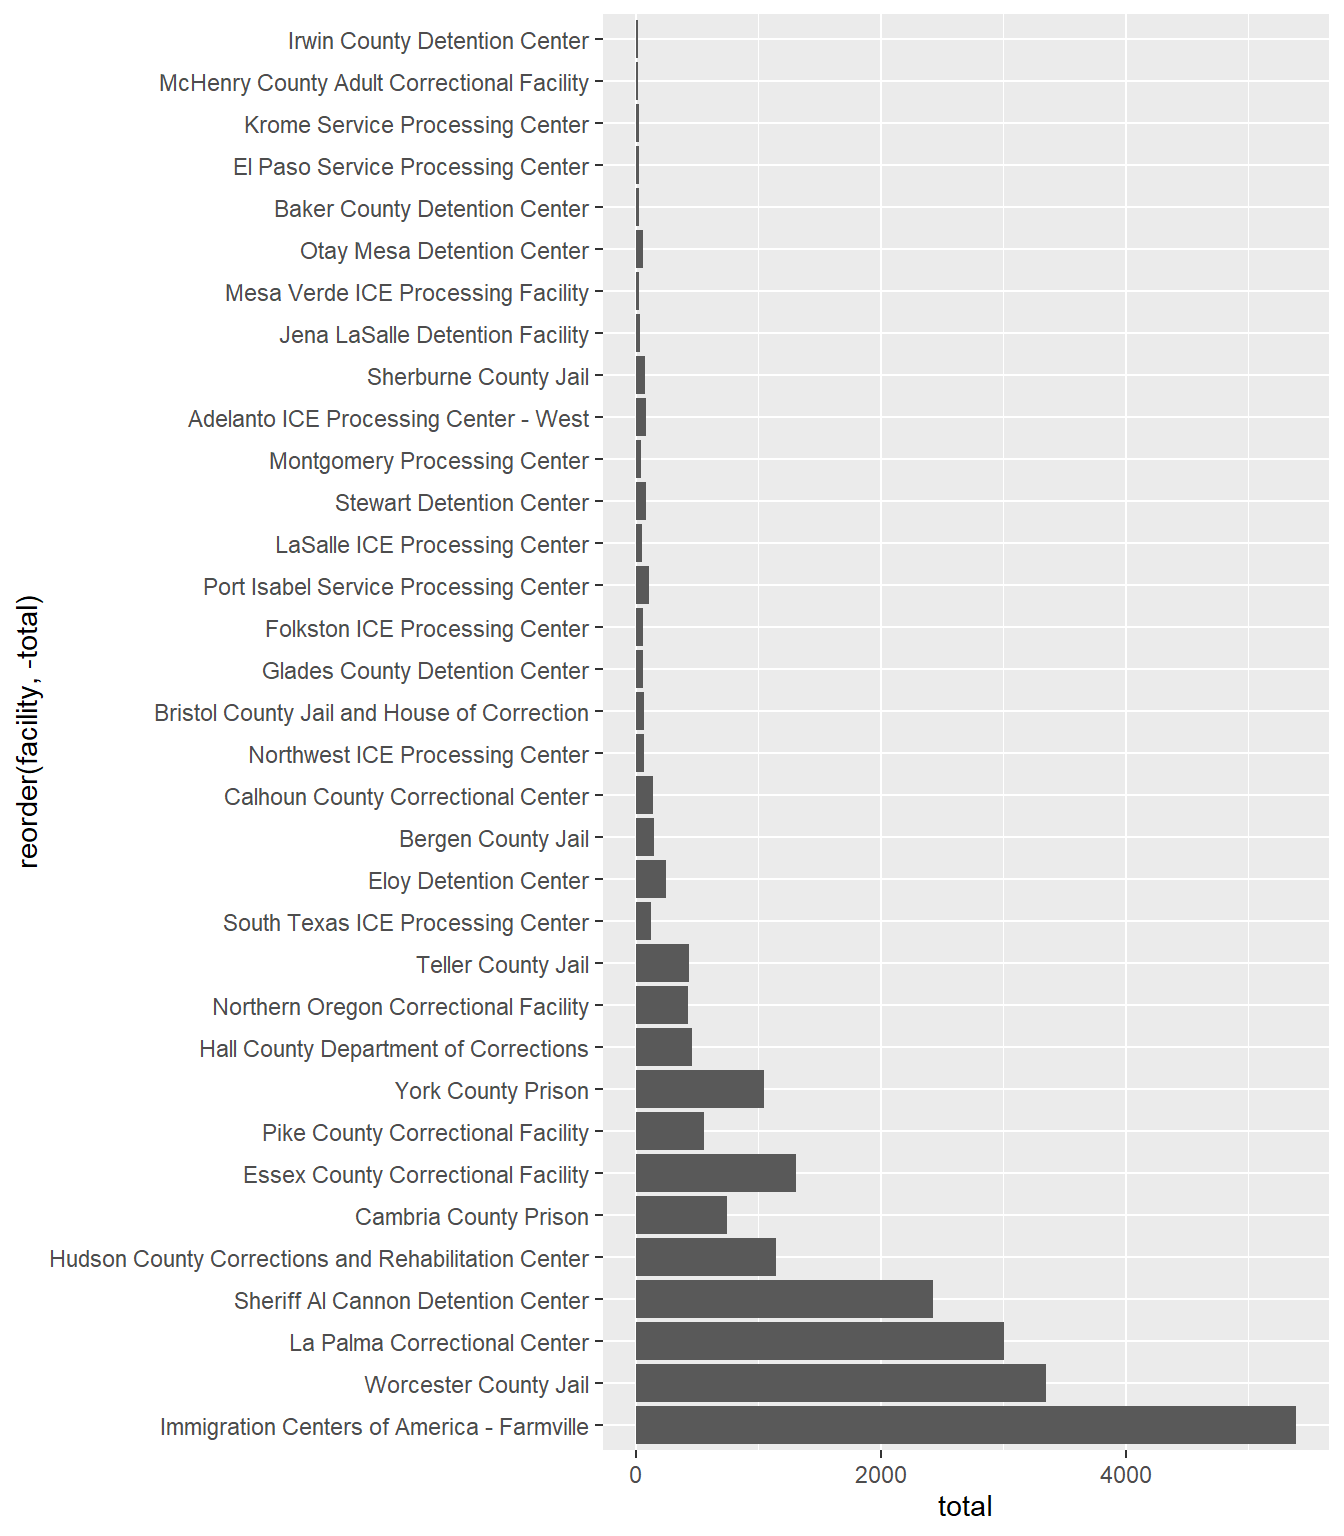 Irwin County Detention Center
McHenry County Adult Correctional Facility
Krome Service Processing Center
El Paso Service Processing Center
Baker County Detention Center
Otay Mesa Detention Center
Mesa Verde ICE Processing Facility
Jena LaSalle Detention Facility
Sherburne County Jail
Adelanto ICE Processing Center - West
Montgomery Processing Center
Stewart Detention Center
LaSalle ICE Processing Center
Port Isabel Service Processing Center
Folkston ICE Processing Center
Glades County Detention Center
Bristol County Jail and House of Correction
Northwest ICE Processing Center
Calhoun County Correctional Center
Bergen County Jail
Eloy Detention Center
South Texas ICE Processing Center
Teller County Jail
Northern Oregon Correctional Facility
Hall County Department of Corrections
York County Prison
Pike County Correctional Facility
Essex County Correctional Facility
Cambria County Prison
Hudson County Corrections and Rehabilitation Center
Sheriff Al Cannon Detention Center
La Palma Correctional Center
Worcester County Jail
Immigration Centers of America - Farmville
reorder(facility, -total)
0 2000 4000
total